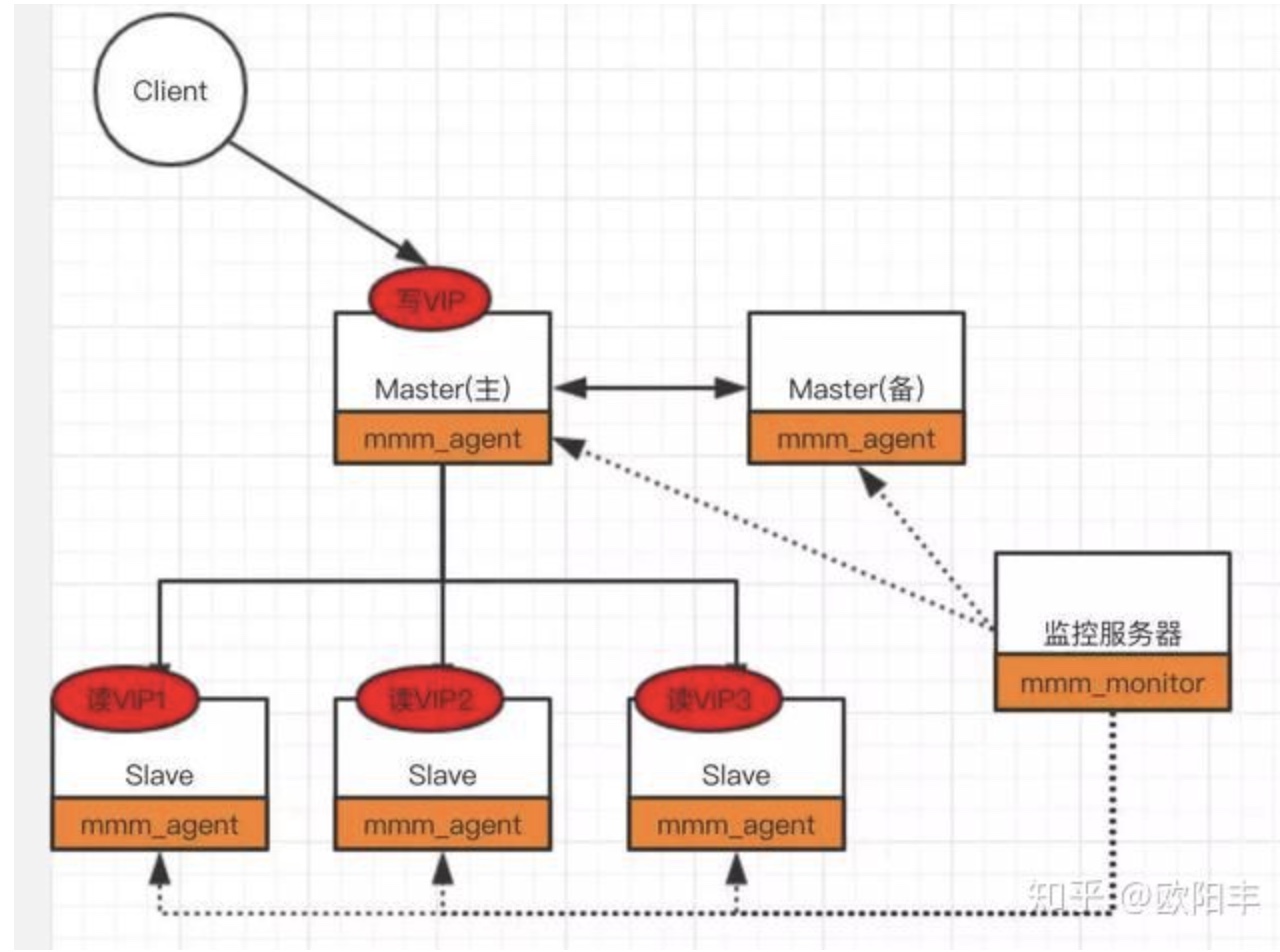 Client
写VIP
Master(主)
mmm_agent
Master(备)
mmm_agent
监控服务器
mmm_monitor
读VIP1
Slave
mmm_agent
读VIP2
Slave
mmm_agent
读VIP3
Slave
mmm_agent
知乎 @欧阳丰